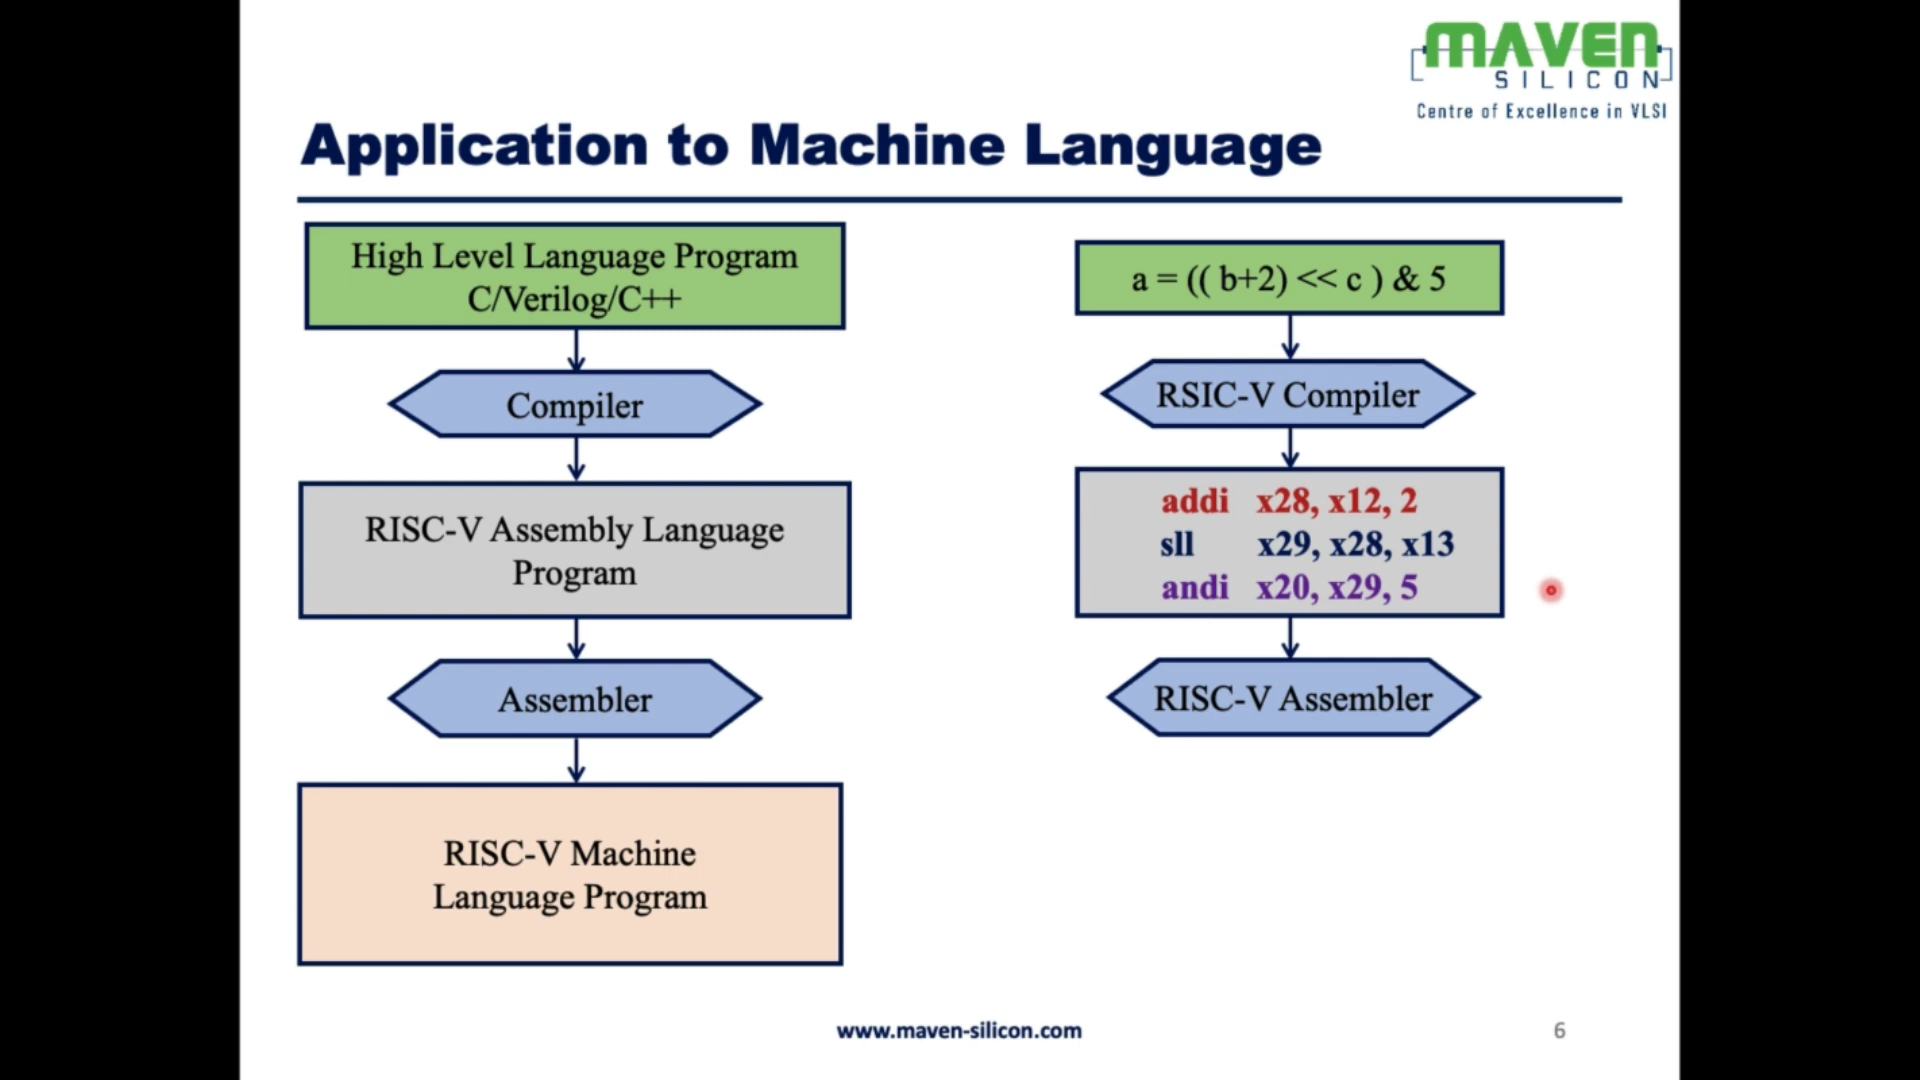 MAVEN
SILICON
Centre of Excellence in VLSI
Application to Machine Language
High Level Language Program
C/Verilog/C++
Compiler
RISC-V Assembly Language
Program
Assembler
RISC-V Machine
Language Program
a = (( b+2) << c ) & 5
RSIC-V Compiler
addi x28, x12, 2
sll x29, x28, x13
andi x20, x29, 5
RISC-V Assembler
www.maven-silicon.com
6